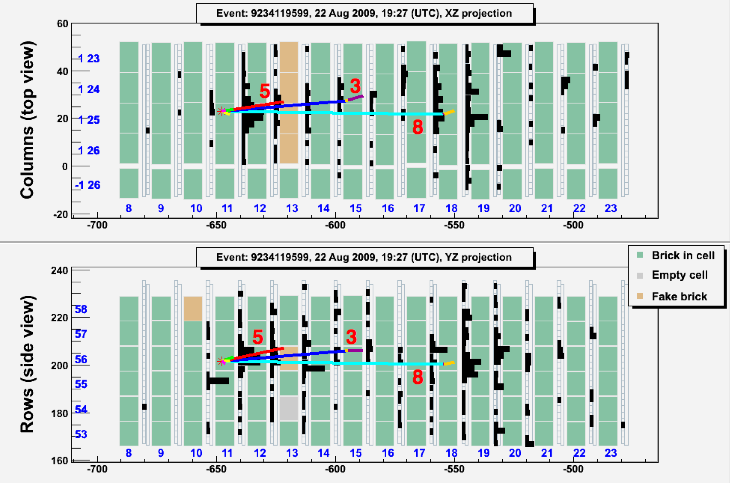 Event: 9234119599, 22 Aug 2009, 19:27 (UTC), XZ projection
Columns (top view)
60
40
20
0
-20
1 23
1 24
1 25
1 26
-1 26
5
3
8
8 9 10 11 12 13 14 15 16 17 18 19 20 21 22 23
-700 -650 -600 -550 -500
Event: 9234119599, 22 Aug 2009, 19:27 (UTC), YZ projection
Brick in cell
Empty cell
Fake brick
Rows (side view)
240
220
200
180
160
58
57
56
55
54
53
5
3
8
8 9 10 11 12 13 14 15 16 17 18 19 20 21 22 23
-700 -650 -600 -550 -500